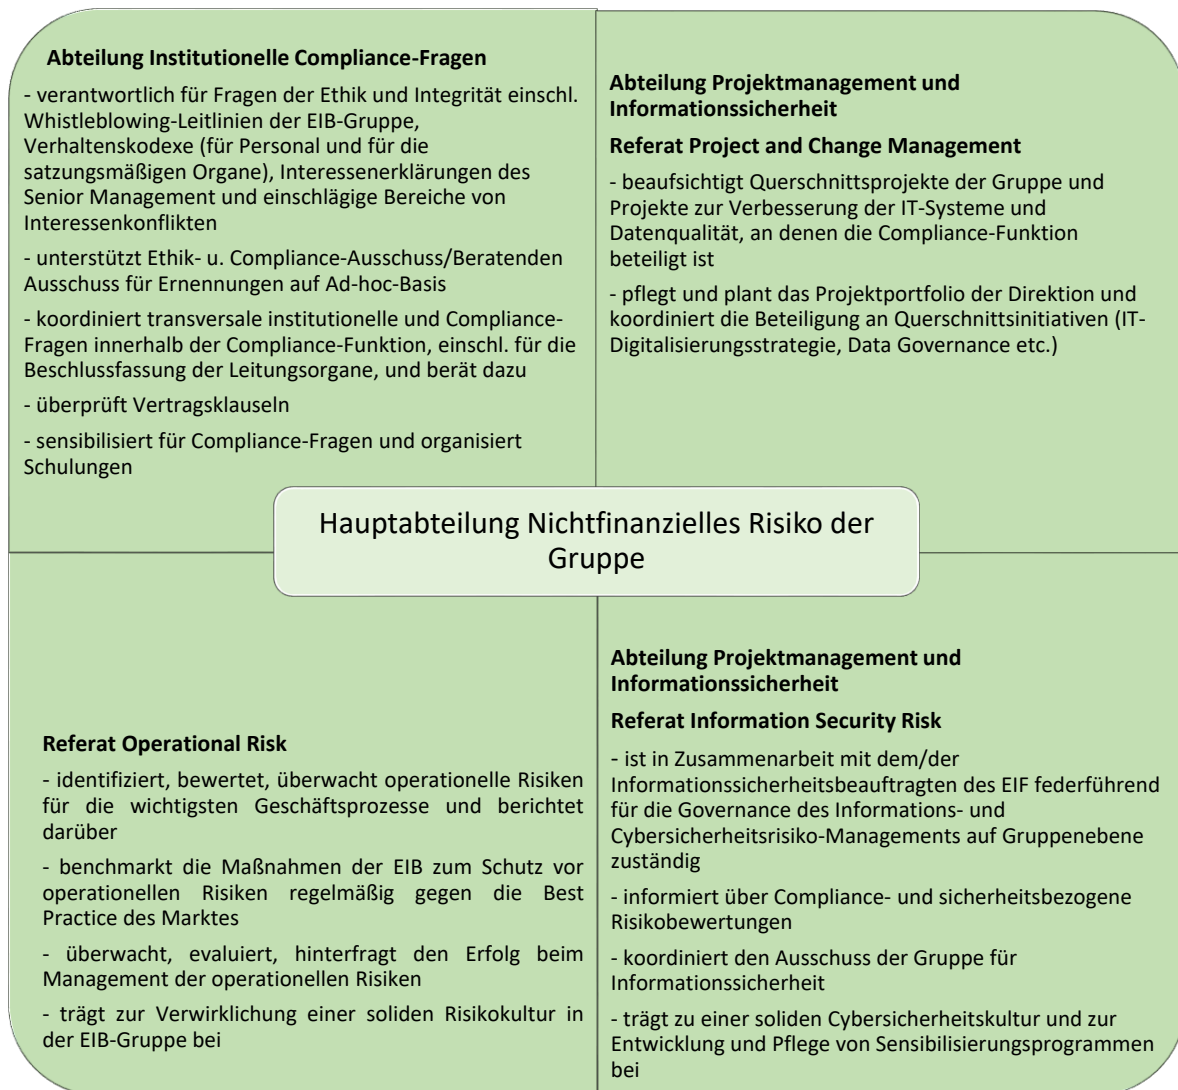 Abteilung Institutionelle Compliance-Fragen
- verantwortlich für Fragen der Ethik und Integrität einschl.
Whistleblowing-Leitlinien der EIB-Gruppe,
Verhaltenskodexe (für Personal und für die
satzungsmäßigen Organe), Interessenerklärungen des
Senior Management und einschlägige Bereiche von
Interessenkonflikten
- unterstützt Ethik- u. Compliance-Ausschuss/Beratenden
Ausschuss für Ernennungen auf Ad-hoc-Basis
- koordiniert transversale institutionelle und Compliance-
Fragen innerhalb der Compliance-Funktion, einschl. für die
Beschlussfassung der Leitungsorgane, und berät dazu
- überprüft Vertragsklauseln
- sensibilisiert für Compliance-Fragen und organisiert
Schulungen
Abteilung Projektmanagement und
Informationssicherheit
Referat Project and Change Management
- beaufsichtigt Querschnittsprojekte der Gruppe und
Projekte zur Verbesserung der IT-Systeme und
Datenqualität, an denen die Compliance-Funktion
beteiligt ist
- pflegt und plant das Projektportfolio der Direktion und
koordiniert die Beteiligung an Querschnittsinitiativen (IT-
Digitalisierungsstrategie, Data Governance etc.)
Hauptabteilung Nichtfinanzielles Risiko der
Gruppe
Referat Operational Risk
- identifiziert, bewertet, überwacht operationelle Risiken
für die wichtigsten Geschäftsprozesse und berichtet
darüber
- benchmarkt die Maßnahmen der EIB zum Schutz vor
operationellen Risiken regelmäßig gegen die Best
Practice des Marktes
- überwacht, evaluiert, hinterfragt den Erfolg beim
Management der operationellen Risiken
- trägt zur Verwirklichung einer soliden Risikokultur in
der EIB-Gruppe bei
Abteilung Projektmanagement und
Informationssicherheit
Referat Information Security Risk
- ist in Zusammenarbeit mit dem/der
Informationssicherheitsbeauftragten des EIF federführend
für die Governance des Informations- und
Cybersicherheitsrisiko-Managements auf Gruppenebene
zuständig
- informiert über Compliance- und sicherheitsbezogene
Risikobewertungen
- koordiniert den Ausschuss der Gruppe für
Informationssicherheit
- trägt zu einer soliden Cybersicherheitskultur und zur
Entwicklung und Pflege von Sensibilisierungsprogrammen
bei